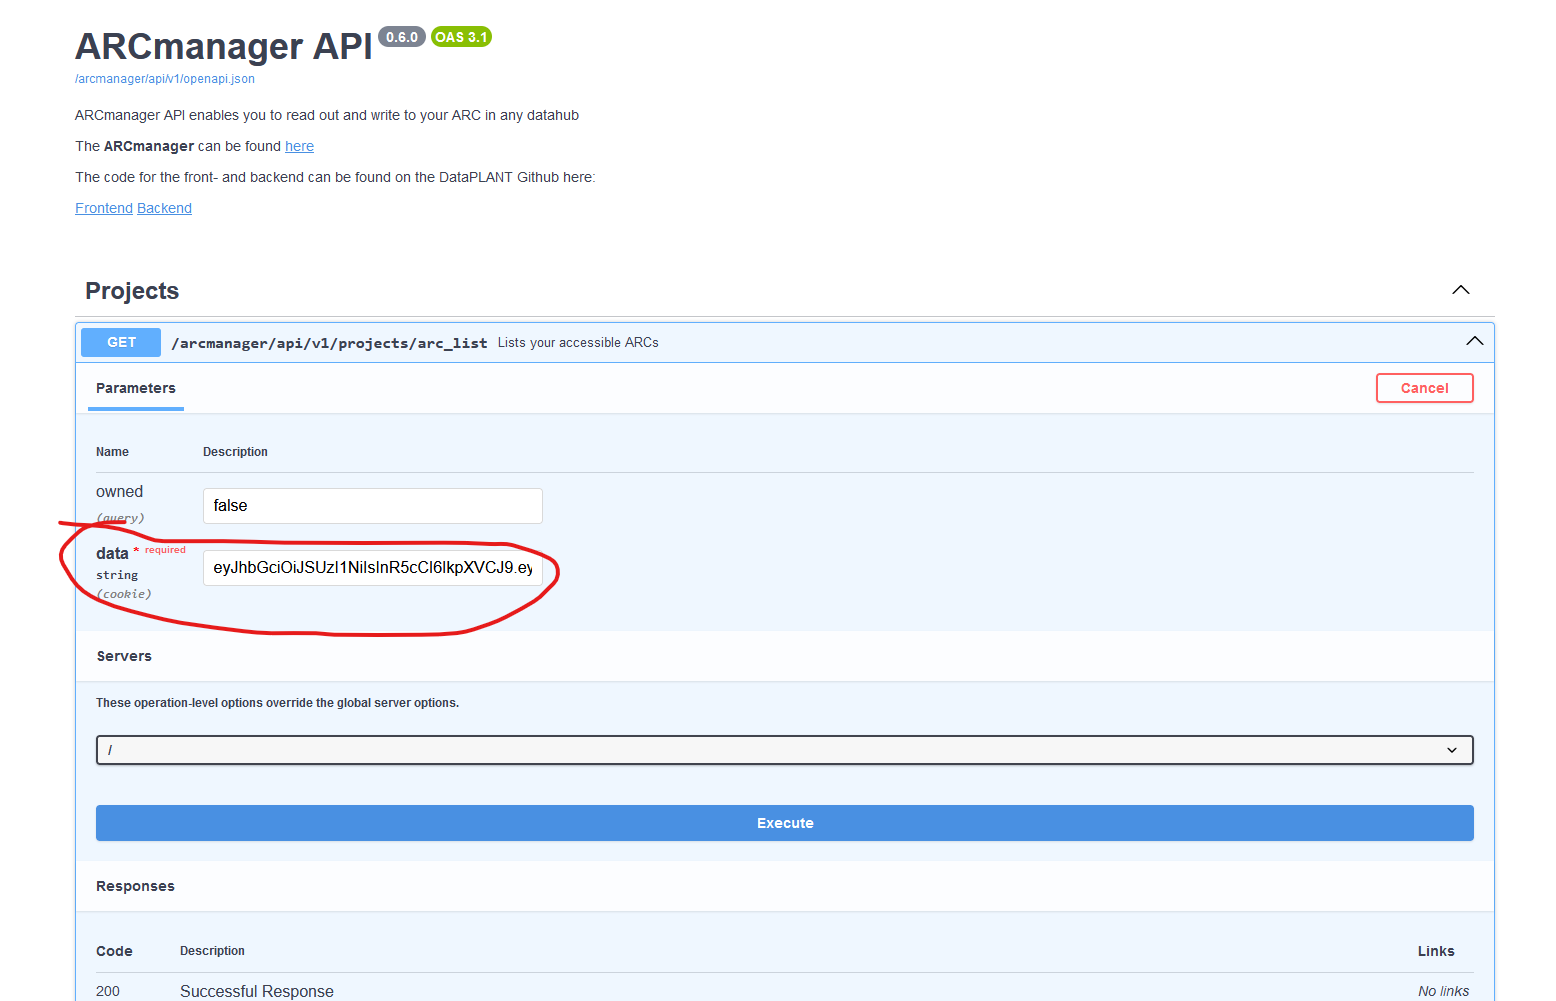 ARCmanager API 0.6.0 OAS 3.1
/arcmanager/api/v1/openapi.json
ARCmanager API enables you to read out and write to your ARC in any datahub
The ARCmanager can be found here
The code for the front- and backend can be found on the DataPLANT Github here:
Frontend Backend
Projects
GET /arcmanager/api/v1/projects/arc_list Lists your accessible ARCs
Parameters Cancel
Name Description
owned
(query)
false
data * required
string
(cookie)
eyJhbGciOiJSUzI1NiIsInR5cCI6IkpXVCJ9.ey
Servers
These operation-level options override the global server options.
/
Execute
Responses
Code Description Links
200 Successful Response No links